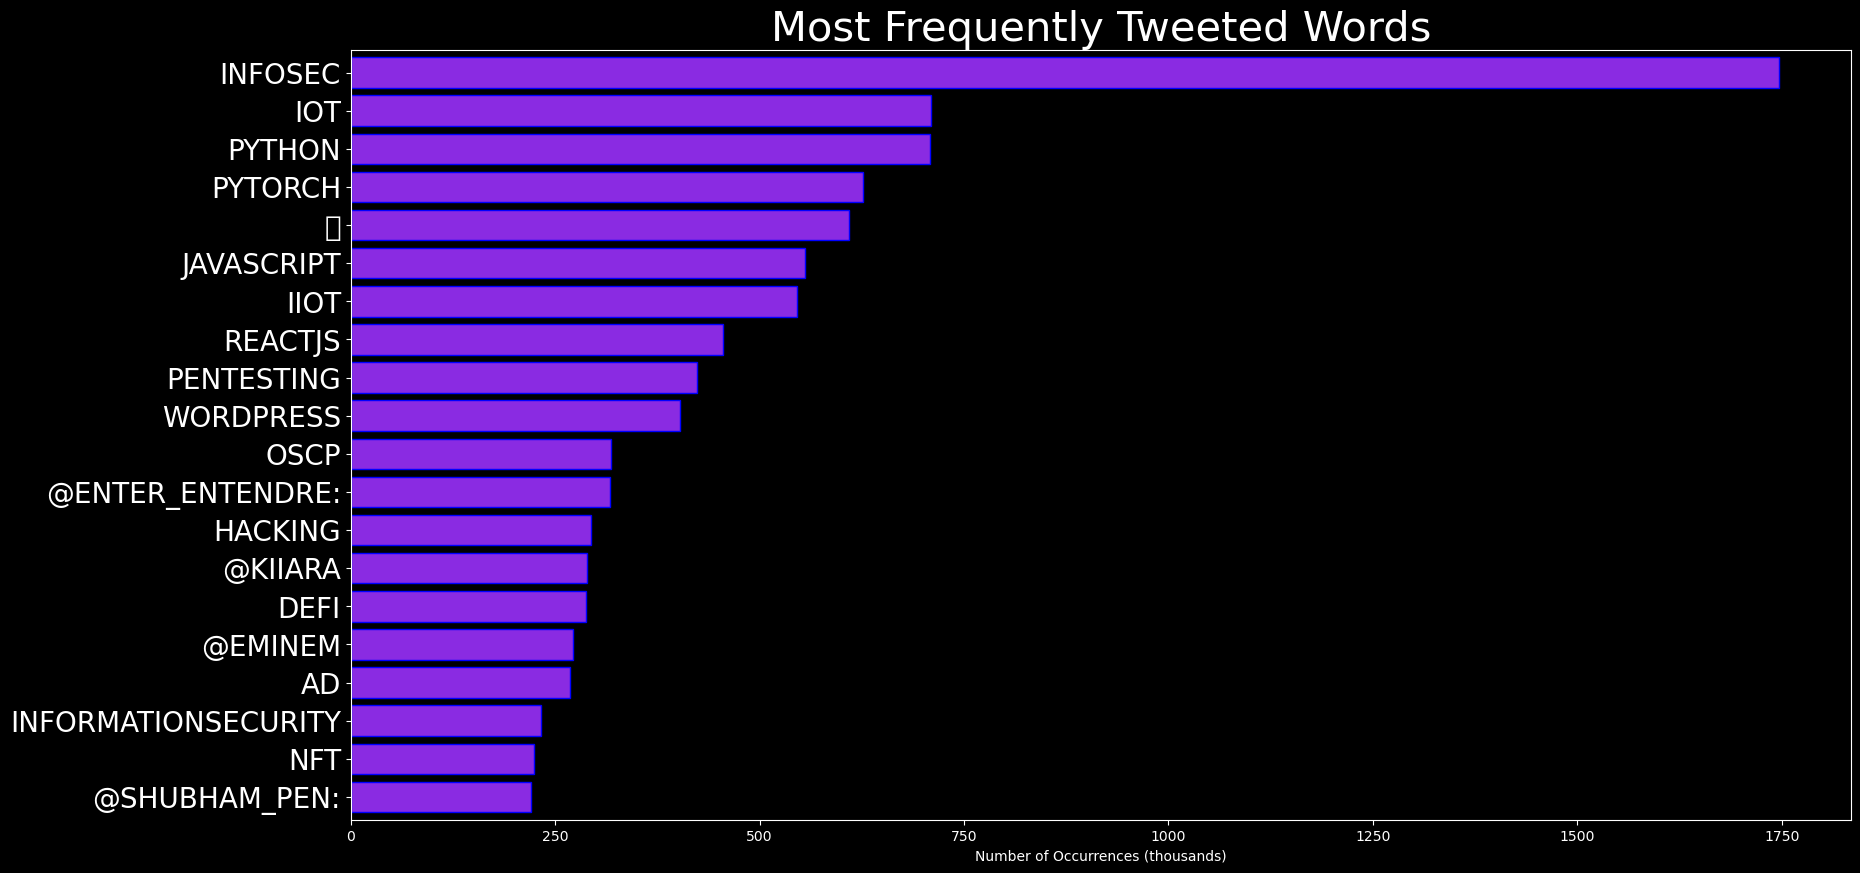 Most Frequently Tweeted Words
INFOSEC
IOT
PYTHON
PYTORCH
JAVASCRIPT
IIOT
REACTJS
PENTESTING
WORDPRESS
OSCP
@ENTER_ENTENDRE:
HACKING
@KIIARA
DEFI
@EMINEM
AD
INFORMATIONSECURITY
NFT
@SHUBHAM_PEN:
0 250 500 750 1000 1250 1500 1750
Number of Occurrences (thousands)